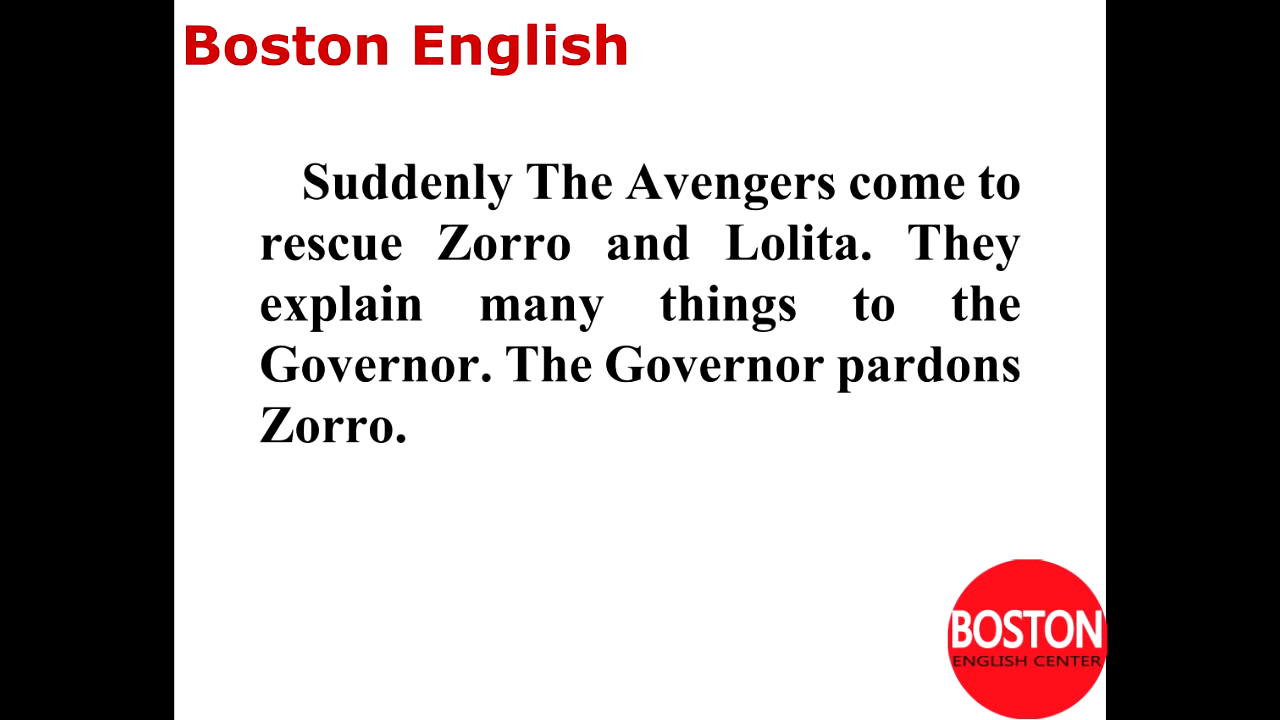 Boston English
Suddenly The Avengers come to
rescue Zorro and Lolita. They
explain many things to the
Governor. The Governor pardons
Zorro.
BOSTON
ENGLISH CENTER